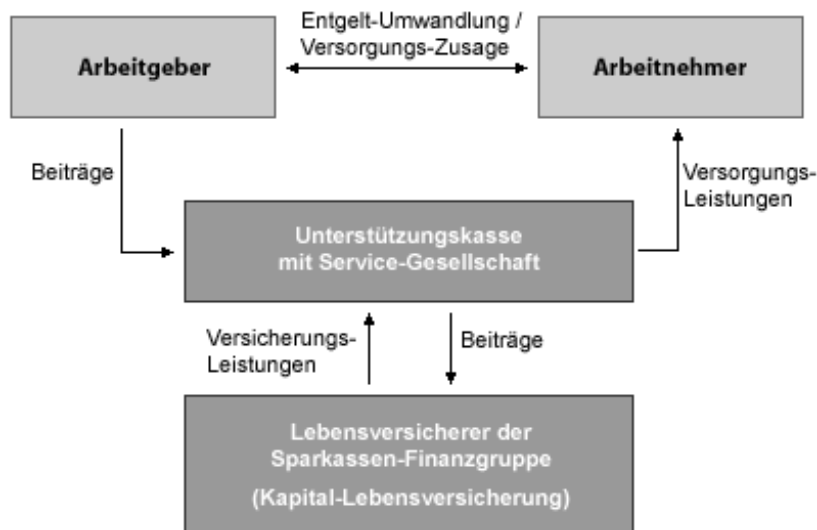 Entgelt-Umwandlung /
Versorgungs-Zusage
Arbeitgeber
Arbeitnehmer
Beiträge
Versorgungs-
Leistungen
Unterstützungskasse
mit Service-Gesellschaft
Versicherungs-
Leistungen
Beiträge
Lebensversicherer der
Sparkassen-Finanzgruppe
(Kapital-Lebensversicherung)